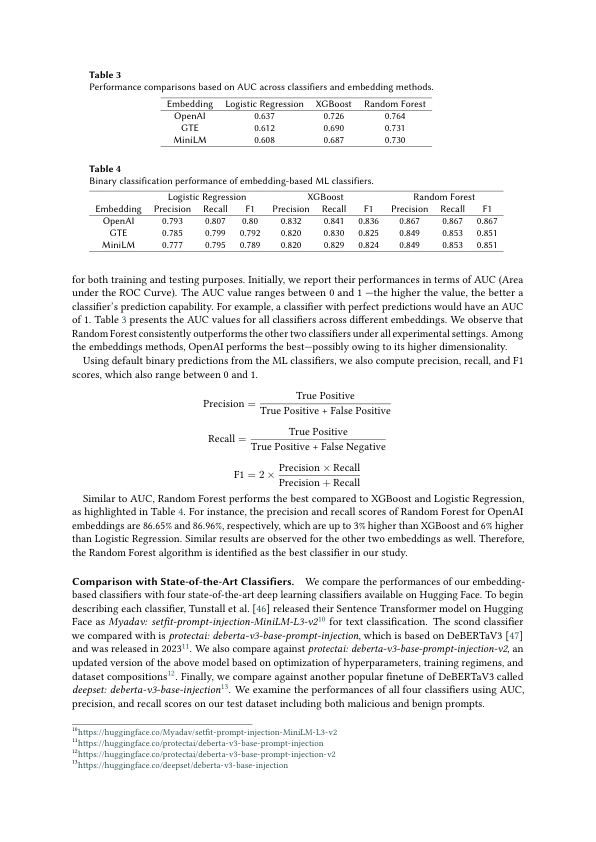 Table 3
Performance comparisons based on AUC across classifiers and embedding methods.
Embedding Logistic Regression XGBoost Random Forest
OpenAI 0.637 0.726 0.764
GTE 0.612 0.690 0.731
MiniLM 0.608 0.687 0.730
Table 4
Binary classification performance of embedding-based ML classifiers.
Logistic Regression XGBoost Random Forest
Embedding Precision Recall F1 Precision Recall F1 Precision Recall F1
OpenAI 0.793 0.807 0.80 0.832 0.841 0.836 0.867 0.867 0.867
GTE 0.785 0.799 0.792 0.820 0.830 0.825 0.849 0.853 0.851
MiniLM 0.777 0.795 0.789 0.820 0.829 0.824 0.849 0.853 0.851
for both training and testing purposes. Initially, we report their performances in terms of AUC (Area
under the ROC Curve). The AUC value ranges between 0 and 1 —the higher the value, the better a
classifier's prediction capability. For example, a classifier with perfect predictions would have an AUC
of 1. Table 3 presents the AUC values for all classifiers across different embeddings. We observe that
Random Forest consistently outperforms the other two classifiers under all experimental settings. Among
the embeddings methods, OpenAI performs the best—possibly owing to its higher dimensionality.
Using default binary predictions from the ML classifiers, we also compute precision, recall, and F1
scores, which also range between 0 and 1.
Precision = True Positive / True Positive + False Positive
Recall = True Positive / True Positive + False Negative
F1 = 2 × Precision × Recall / Precision + Recall
Similar to AUC, Random Forest performs the best compared to XGBoost and Logistic Regression,
as highlighted in Table 4. For instance, the precision and recall scores of Random Forest for OpenAI
embeddings are 86.65% and 86.96%, respectively, which are up to 3% higher than XGBoost and 6% higher
than Logistic Regression. Similar results are observed for the other two embeddings as well. Therefore,
the Random Forest algorithm is identified as the best classifier in our study.
Comparison with State-of-the-Art Classifiers. We compare the performances of our embedding-
based classifiers with four state-of-the-art deep learning classifiers available on Hugging Face. To begin
describing each classifier, Tunstall et al. [46] released their Sentence Transformer model on Hugging
Face as Myadav: setfit-prompt-injection-MiniLM-L3-v2¹⁰ for text classification. The scond classifier
we compared with is protectai: deberta-v3-base-prompt-injection, which is based on DeBERTaV3 [47]
and was released in 2023¹¹. We also compare against protectai: deberta-v3-base-prompt-injection-v2, an
updated version of the above model based on optimization of hyperparameters, training regimens, and
dataset compositions¹². Finally, we compare against another popular finetune of DeBERTaV3 called
deepset: deberta-v3-base-injection¹³. We examine the performances of all four classifiers using AUC,
precision, and recall scores on our test dataset including both malicious and benign prompts.
¹⁰https://huggingface.co/Myadav/setfit-prompt-injection-MiniLM-L3-v2
¹¹https://huggingface.co/protectai/deberta-v3-base-prompt-injection
¹²https://huggingface.co/protectai/deberta-v3-base-prompt-injection-v2
¹³https://huggingface.co/deepset/deberta-v3-base-injection